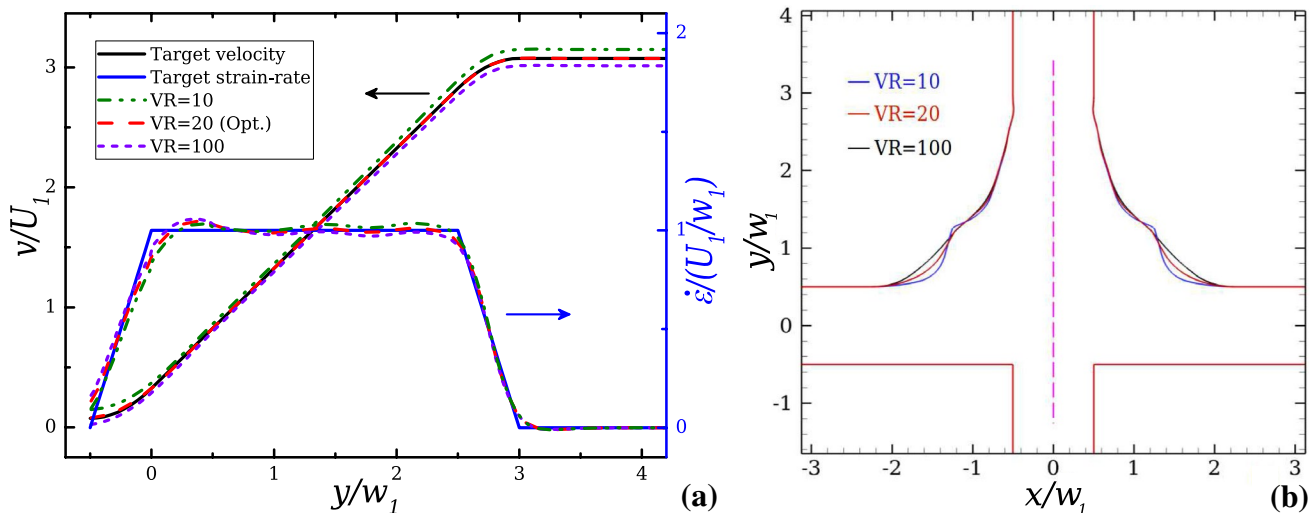 Target velocity
Target strain-rate
VR=10
VR=20 (Opt.)
VR=100
v/U₁
3
2
1
0
0
1
2
3
4
y/w₁
2
1
0
ε̇/(U₁/w₁)
(a)
VR=10
VR=20
VR=100
y/w₁
4
3
2
1
0
-1
-3
-2
-1
0
1
2
3
x/w₁
(b)